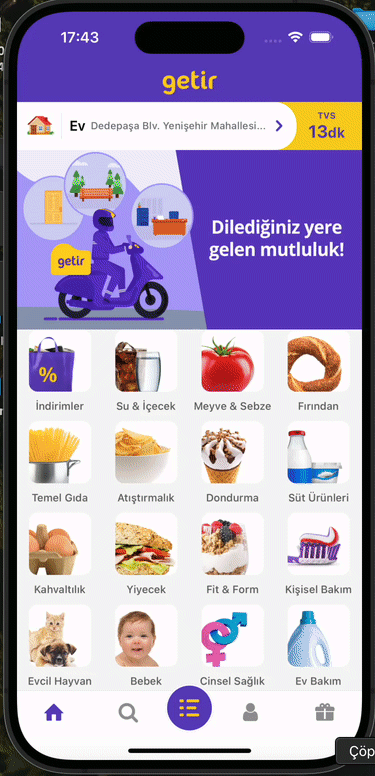 17:43
getir
Ev Dedepaşa Blv. Yenişehir Mahallesi...
TVS
13dk
getir
Dilediğiniz yere
gelen mutluluk!
%
İndirimler
Su & İçecek
Meyve & Sebze
Fırından
Temel Gıda
Atıştırmalık
Dondurma
Süt Ürünleri
Kahvaltılık
Yiyecek
Fit & Form
Kişisel Bakım
Evcil Hayvan
Bebek
Cinsel Sağlık
Ev Bakım
Çöp